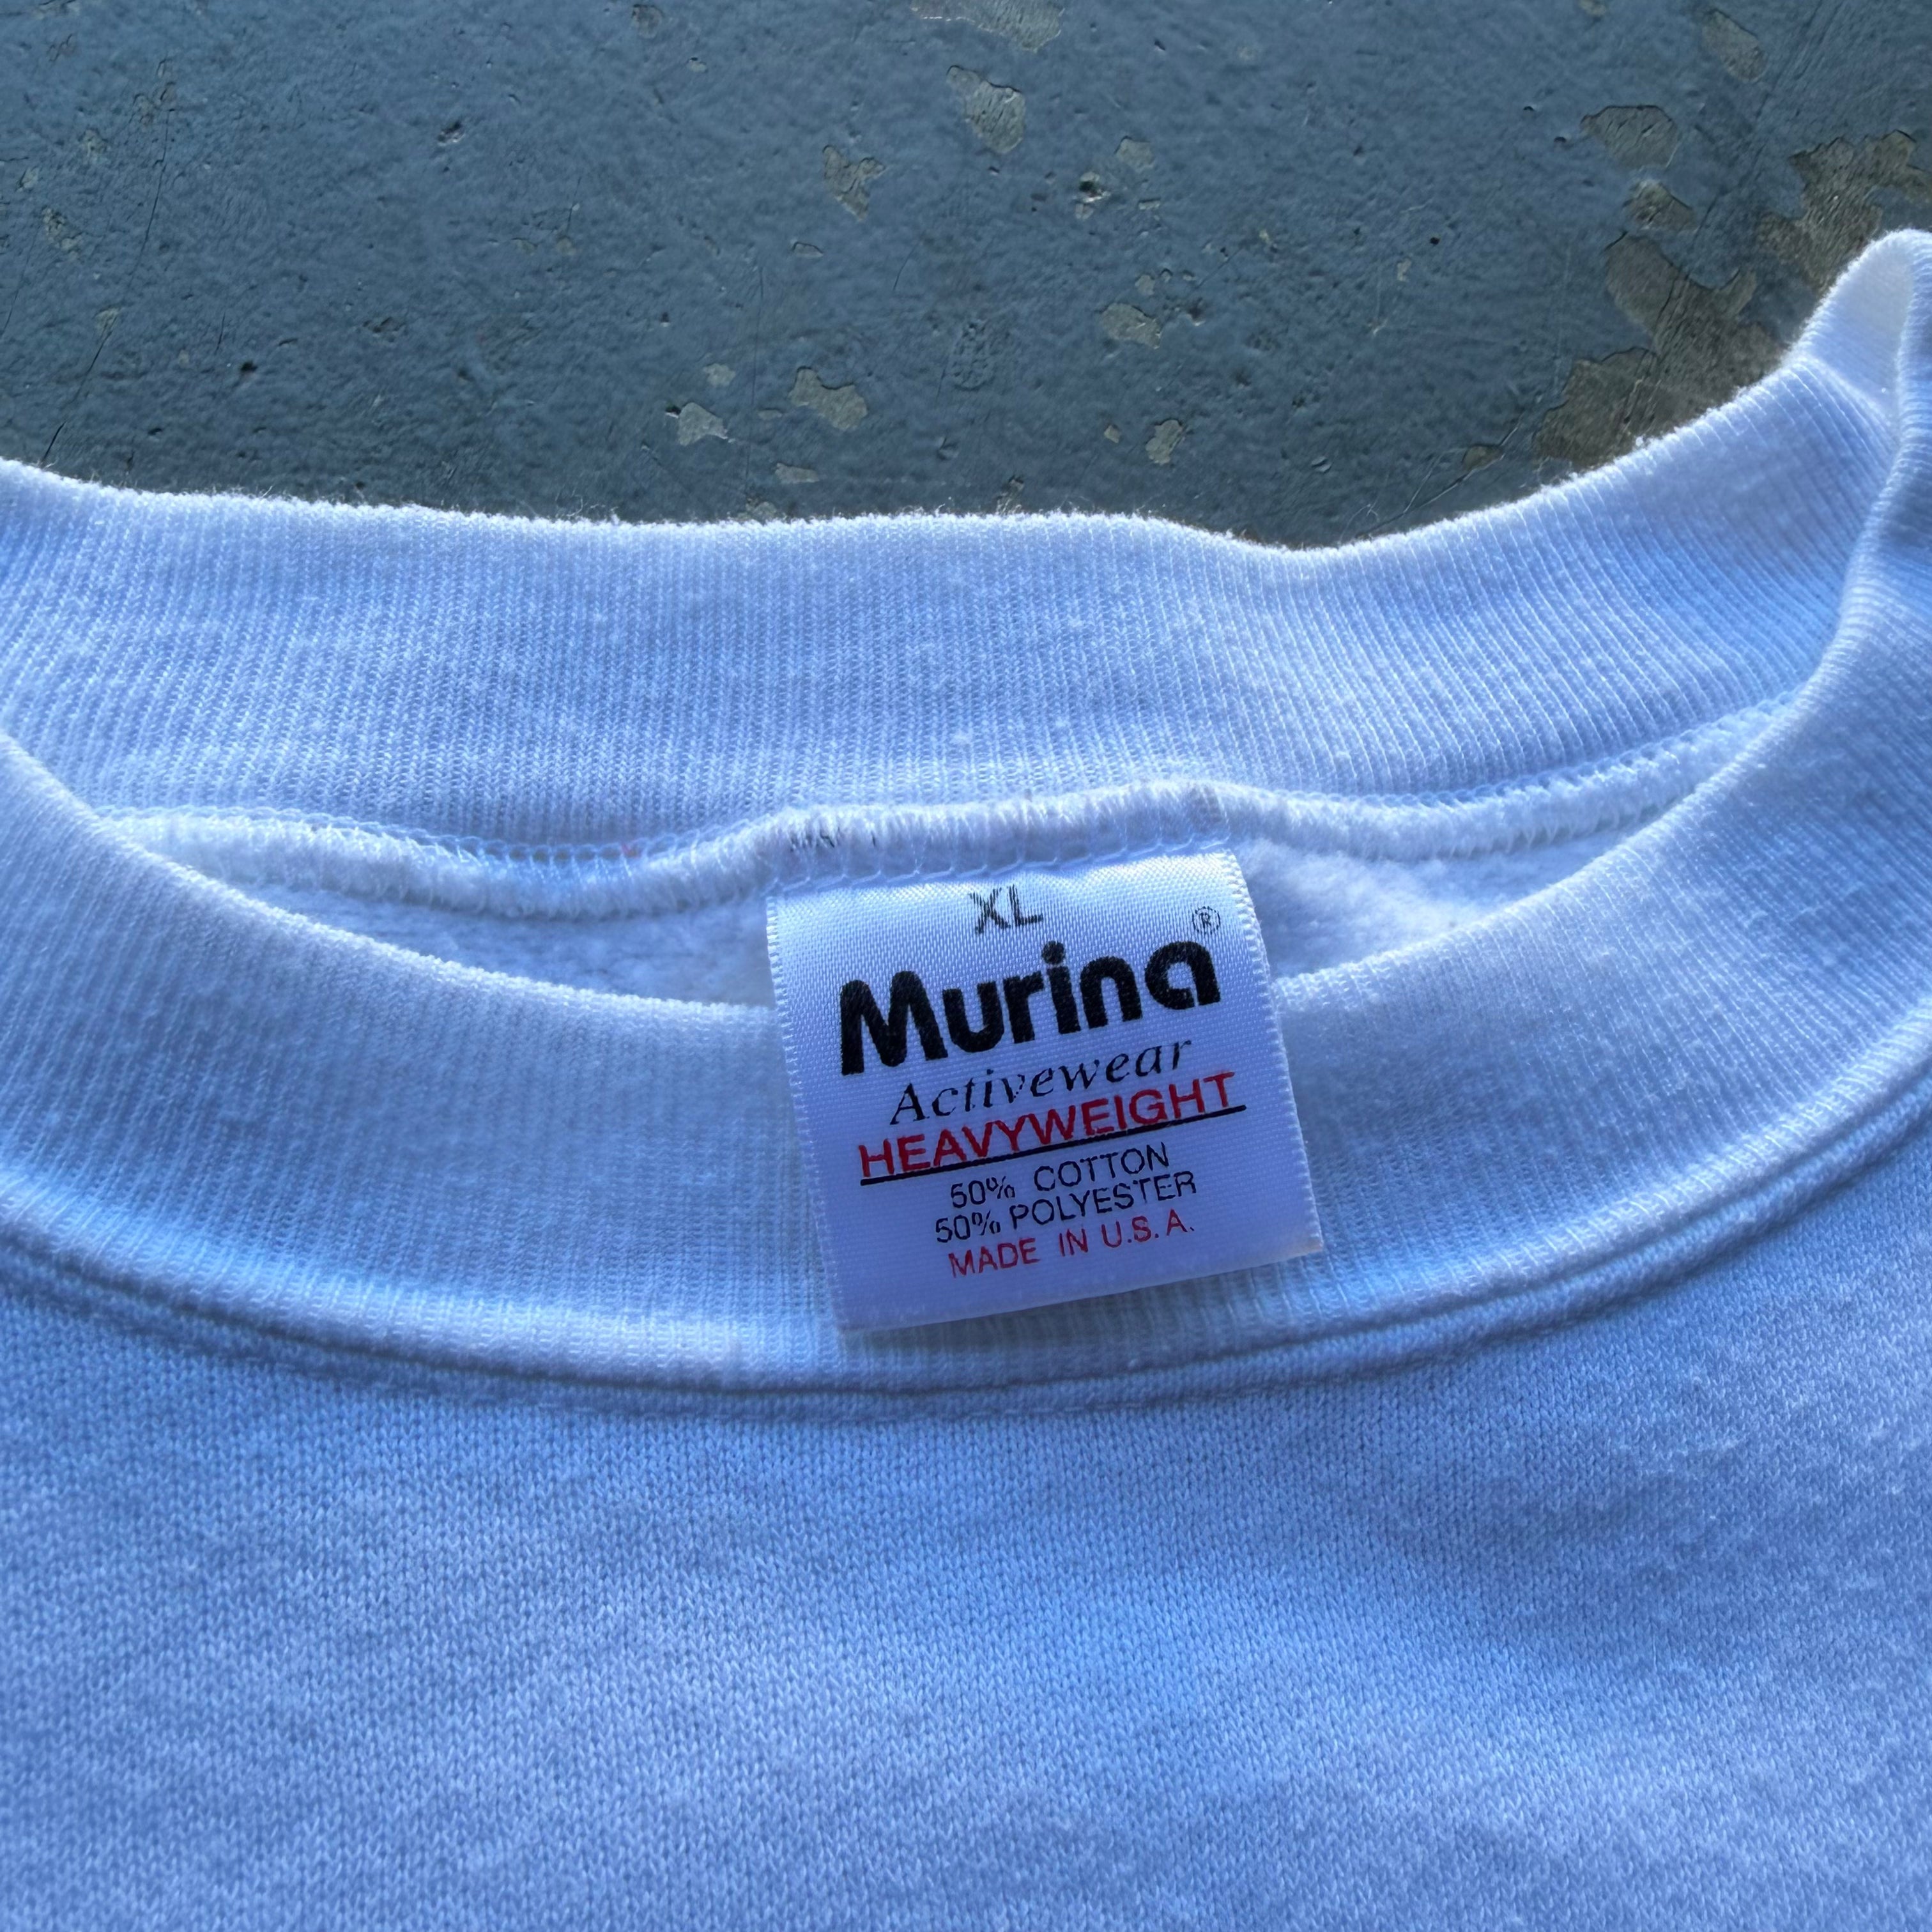 XL
Murina®
Activewear
HEAVYWEIGHT
50% COTTON
50% POLYESTER
MADE IN U.S.A.